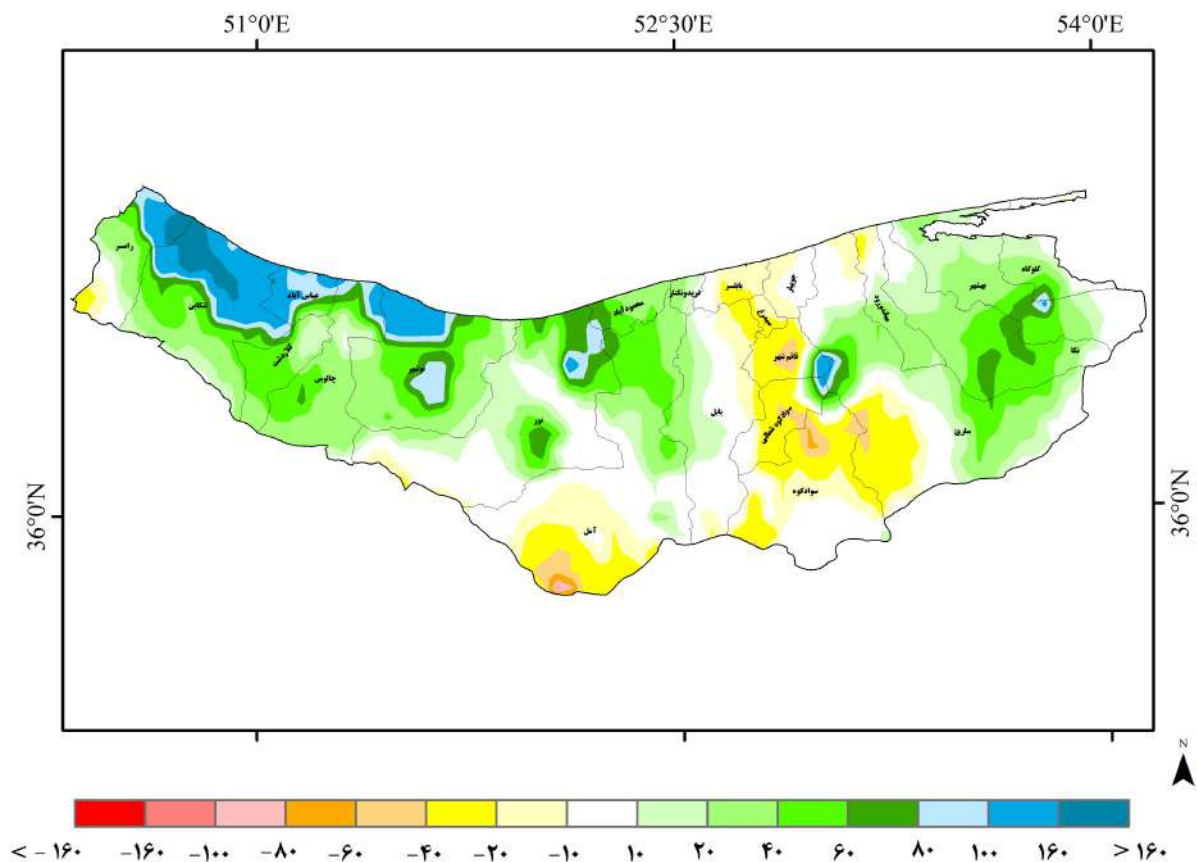 51°0'E 52°30'E 54°0'E
رامسر
تنکابن
عباس آباد
کلاردشت
چالوس
نوشهر
نور
محمود آباد
فریدونکنار
بابلسر
جویبار
سیمرغ
قائم شهر
بابل
سوادکوه شمالی
سوادکوه
آمل
میاندورود
بهشهر
گلوگاه
نکا
ساری
36°0'N 36°0'N
N
< -۱۶۰ -۱۶۰ -۱۰۰ -۸۰ -۶۰ -۴۰ -۲۰ -۱۰ ۱۰ ۲۰ ۴۰ ۶۰ ۸۰ ۱۰۰ ۱۶۰ > ۱۶۰